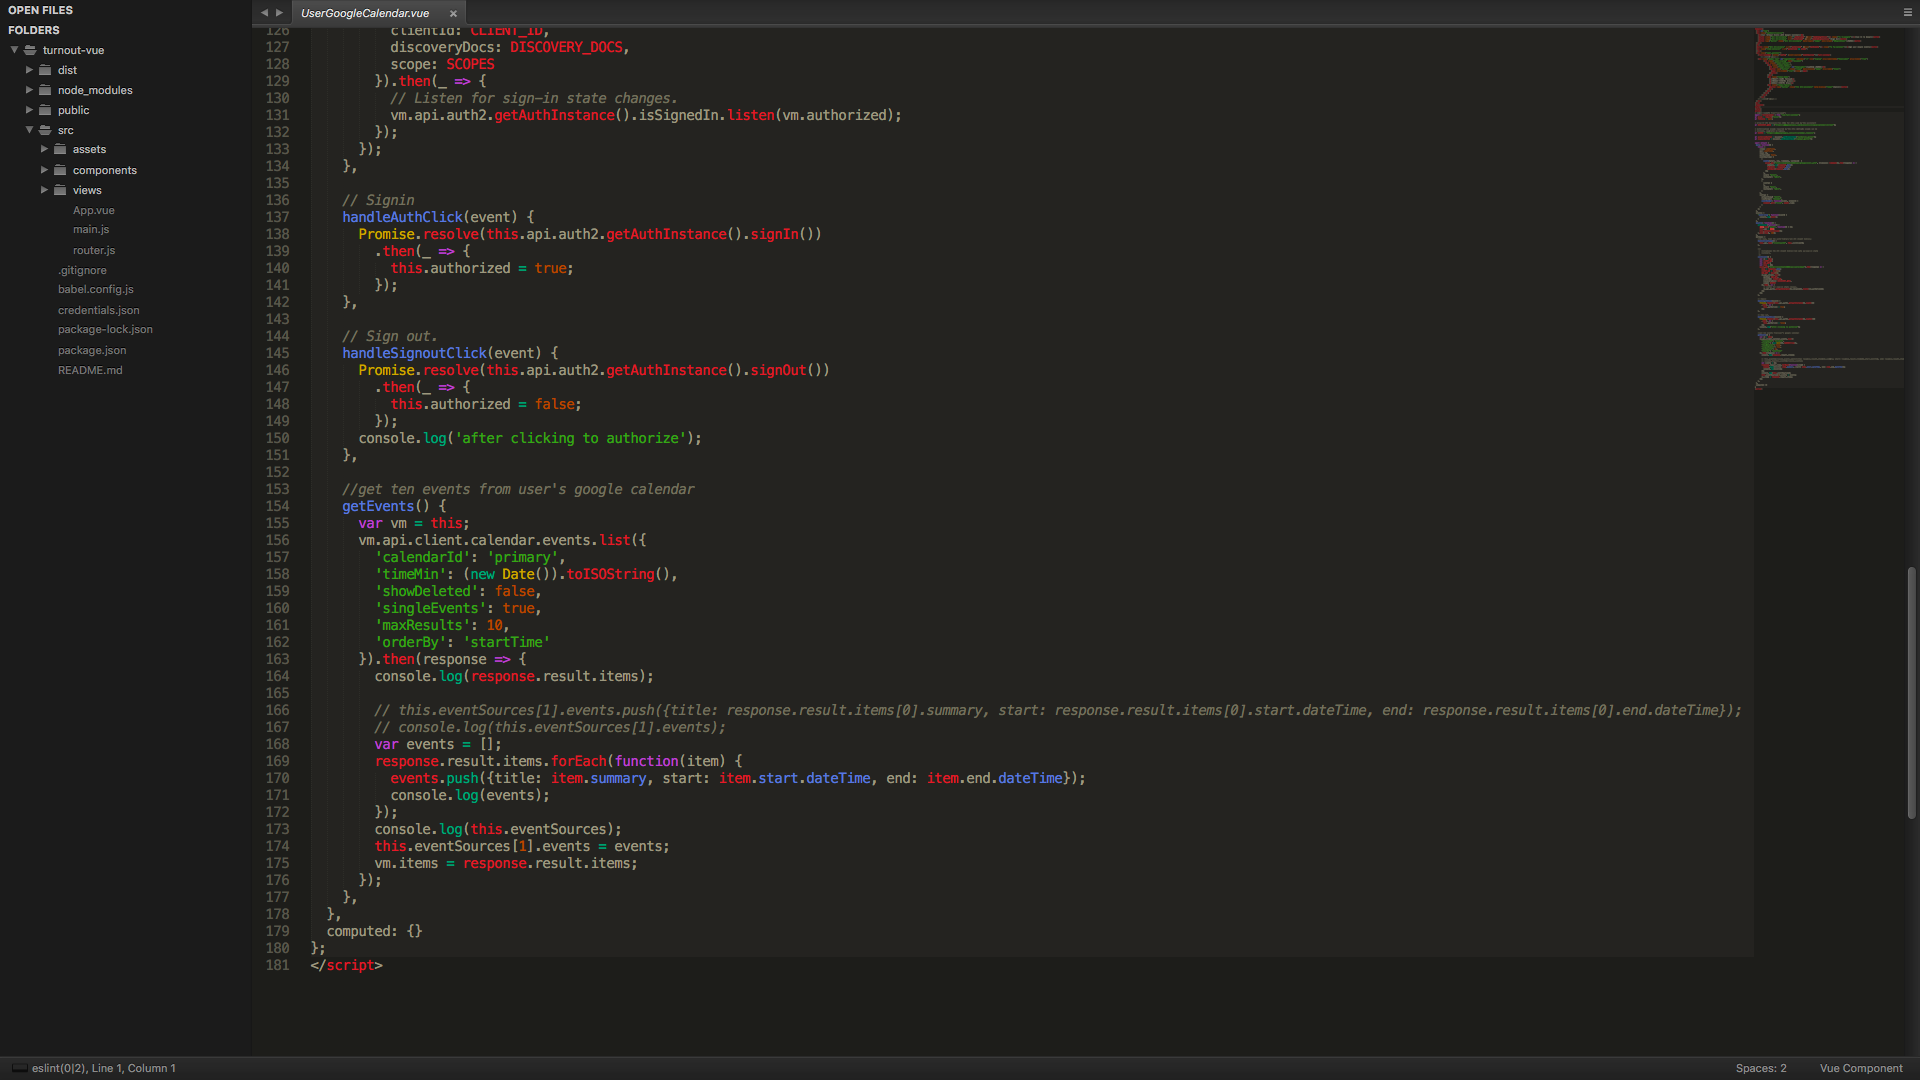 OPEN FILES
FOLDERS
turnout-vue
dist
node_modules
public
src
assets
components
views
App.vue
main.js
router.js
.gitignore
babel.config.js
credentials.json
package-lock.json
package.json
README.md
UserGoogleCalendar.vue ×
126 clientId: CLIENT_ID,
127 discoveryDocs: DISCOVERY_DOCS,
128 scope: SCOPES
129 }).then(_ => {
130 // Listen for sign-in state changes.
131 vm.api.auth2.getAuthInstance().isSignedIn.listen(vm.authorized);
132 });
133 });
134 },
135
136 // Signin
137 handleAuthClick(event) {
138 Promise.resolve(this.api.auth2.getAuthInstance().signIn())
139 .then(_ => {
140 this.authorized = true;
141 });
142 },
143
144 // Sign out.
145 handleSignoutClick(event) {
146 Promise.resolve(this.api.auth2.getAuthInstance().signOut())
147 .then(_ => {
148 this.authorized = false;
149 });
150 console.log('after clicking to authorize');
151 },
152
153 //get ten events from user's google calendar
154 getEvents() {
155 var vm = this;
156 vm.api.client.calendar.events.list({
157 'calendarId': 'primary',
158 'timeMin': (new Date()).toISOString(),
159 'showDeleted': false,
160 'singleEvents': true,
161 'maxResults': 10,
162 'orderBy': 'startTime'
163 }).then(response => {
164 console.log(response.result.items);
165
166 // this.eventSources[1].events.push({title: response.result.items[0].summary, start: response.result.items[0].start.dateTime, end: response.result.items[0].end.dateTime});
167 // console.log(this.eventSources[1].events);
168 var events = [];
169 response.result.items.forEach(function(item) {
170 events.push({title: item.summary, start: item.start.dateTime, end: item.end.dateTime});
171 console.log(events);
172 });
173 console.log(this.eventSources);
174 this.eventSources[1].events = events;
175 vm.items = response.result.items;
176 });
177 },
178 },
179 computed: {}
180 };
181 </script>
eslint(0|2), Line 1, Column 1
Spaces: 2
Vue Component